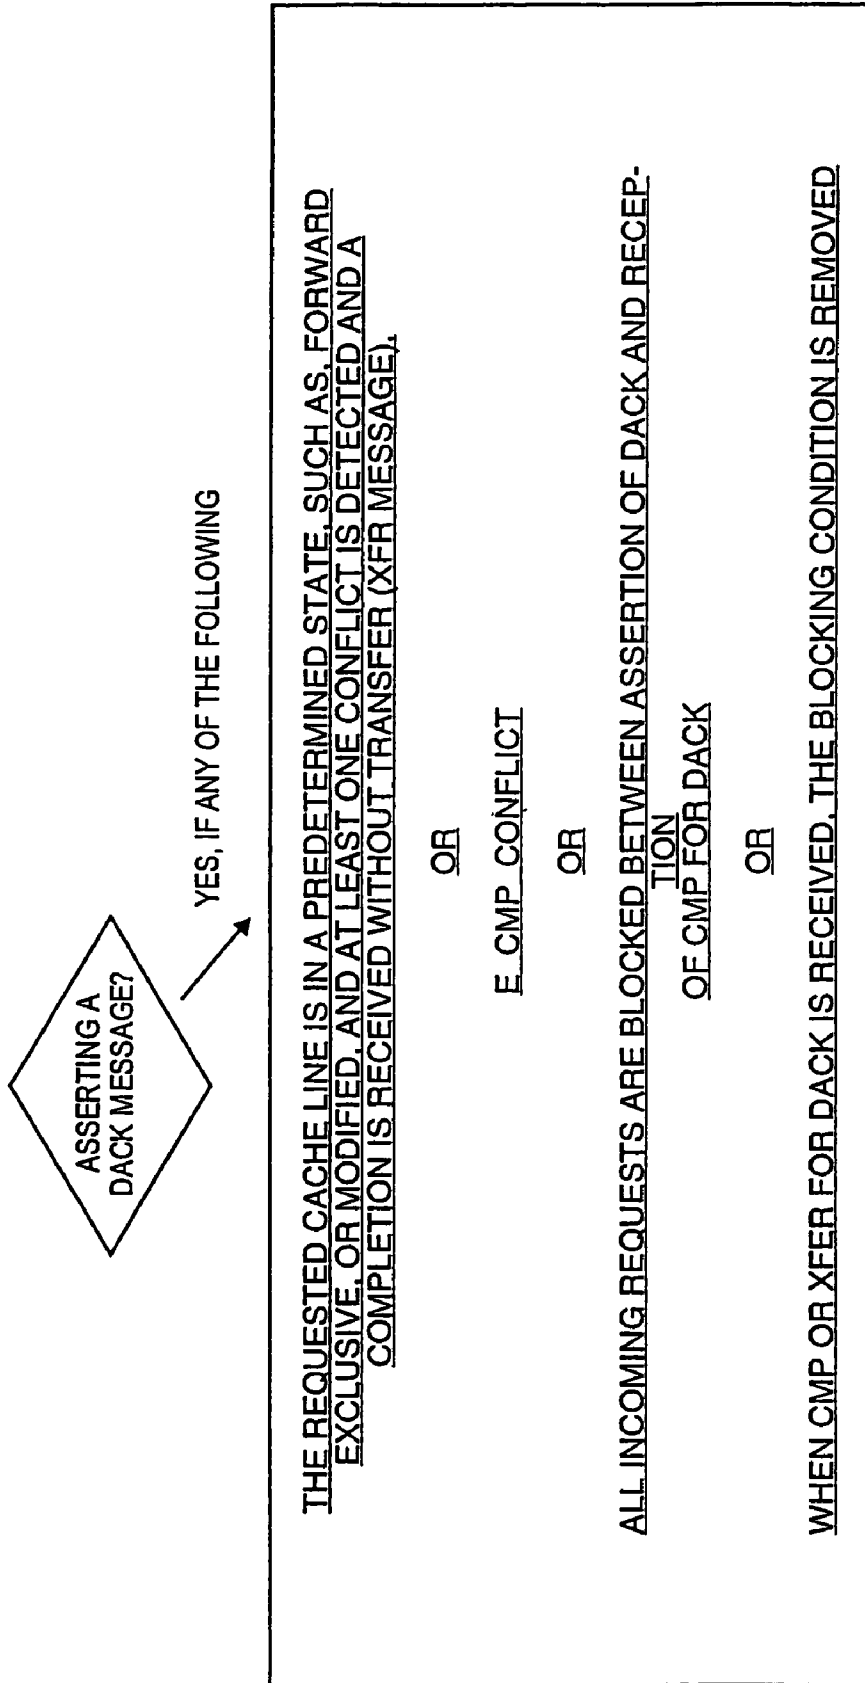 ASSERTING A
DACK MESSAGE?
YES, IF ANY OF THE FOLLOWING
THE REQUESTED CACHE LINE IS IN A PREDETERMINED STATE, SUCH AS, FORWARD
EXCLUSIVE, OR MODIFIED, AND AT LEAST ONE CONFLICT IS DETECTED AND A
COMPLETION IS RECEIVED WITHOUT TRANSFER (XFR MESSAGE).
OR
E_CMP_CONFLICT
OR
ALL INCOMING REQUESTS ARE BLOCKED BETWEEN ASSERTION OF DACK AND RECEP-
TION
OF CMP FOR DACK
OR
WHEN CMP OR XFER FOR DACK IS RECEIVED, THE BLOCKING CONDITION IS REMOVED